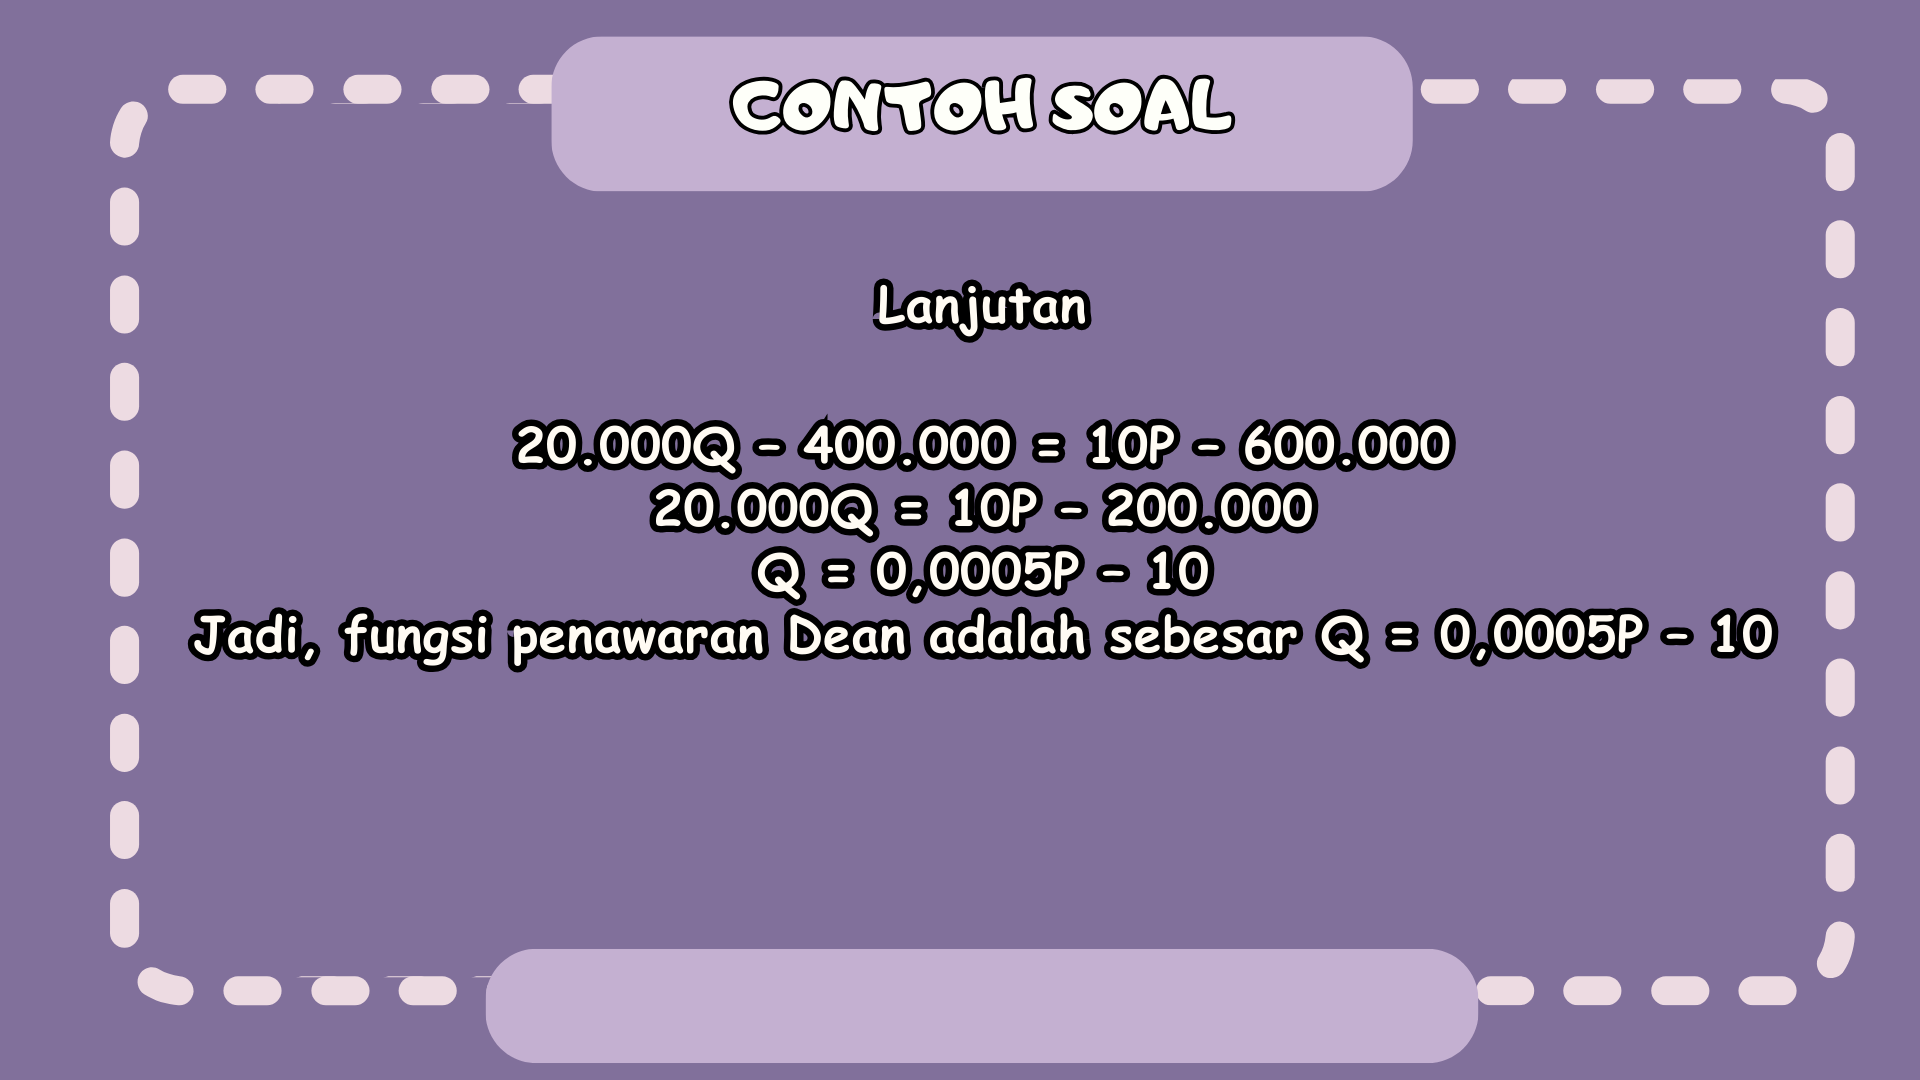 CONTOH SOAL
Lanjutan
20.000Q – 400.000 = 10P – 600.000
20.000Q = 10P – 200.000
Q = 0,0005P – 10
Jadi, fungsi penawaran Dean adalah sebesar Q = 0,0005P – 10